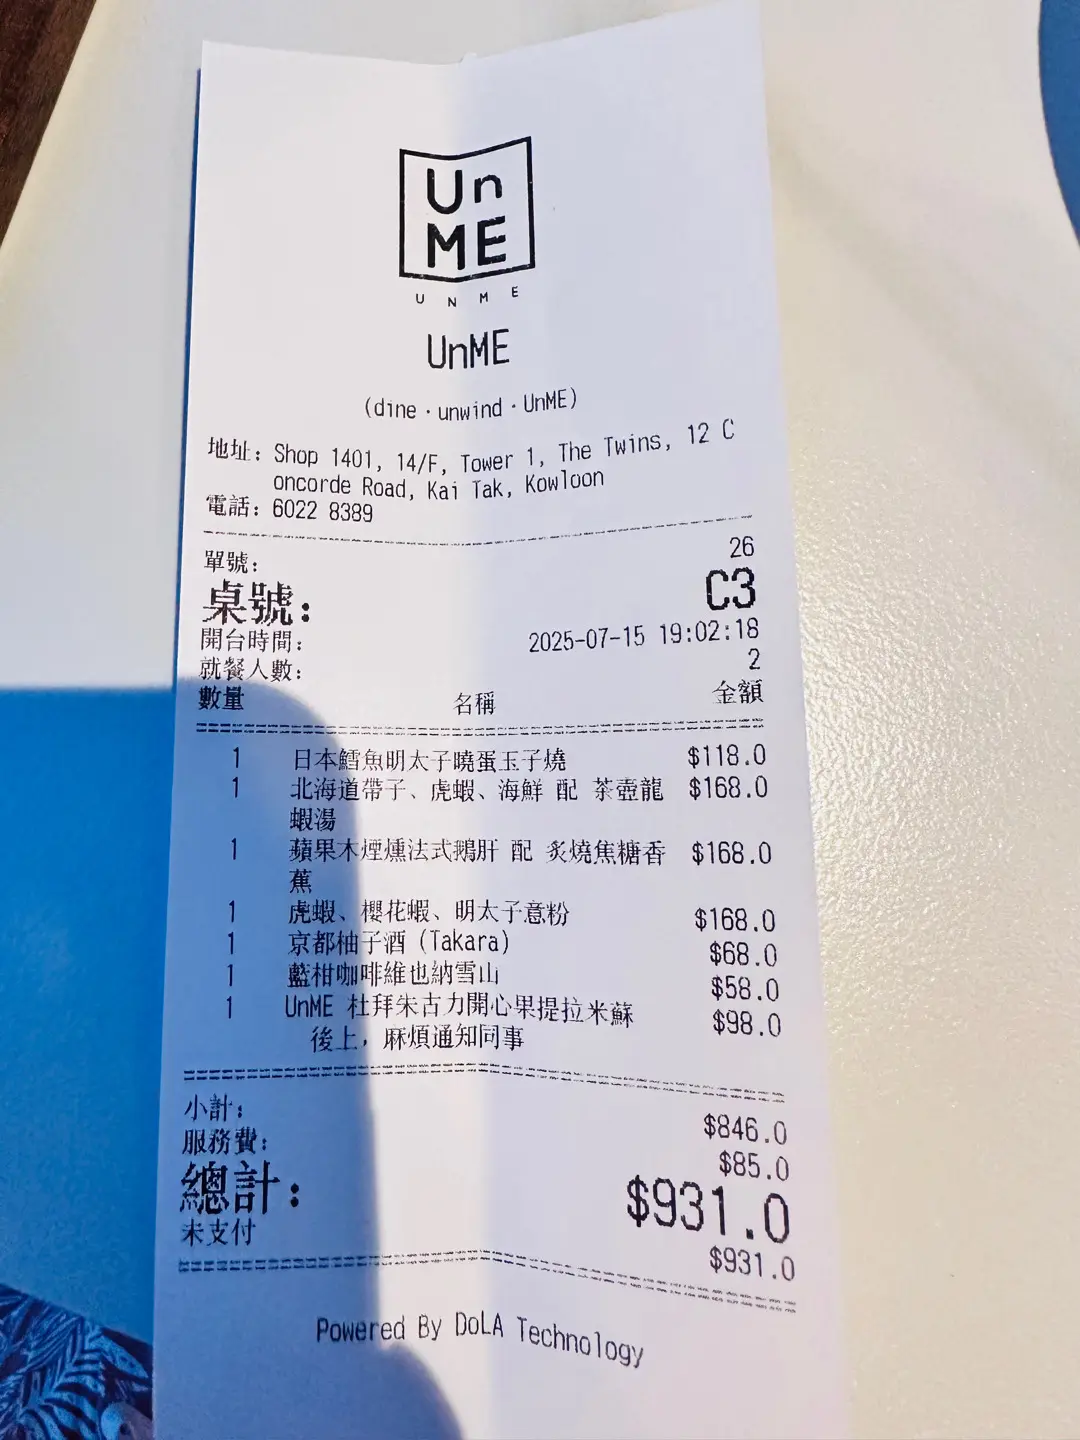 Un
ME
UNME
UnME
(dine · unwind · UnME)
地址: Shop 1401, 14/F, Tower 1, The Twins, 12 C
oncorde Road, Kai Tak, Kowloon
電話: 6022 8389
單號: 26
桌號: C3
開台時間: 2025-07-15 19:02:18
就餐人數: 2
數量 名稱 金額
1 日本鱈魚明太子曉蛋玉子燒 $118.0
1 北海道帶子、虎蝦、海鮮 配 茶壺龍 $168.0
蝦湯
1 蘋果木煙燻法式鵝肝 配 炙燒焦糖香 $168.0
蕉
1 虎蝦、櫻花蝦、明太子意粉 $168.0
1 京都柚子酒 (Takara) $68.0
1 藍柑咖啡維也納雪山 $58.0
1 UnME 杜拜朱古力開心果提拉米蘇 $98.0
後上, 麻煩通知同事
小計: $846.0
服務費: $85.0
總計: $931.0
未支付 $931.0
Powered By DoLA Technology